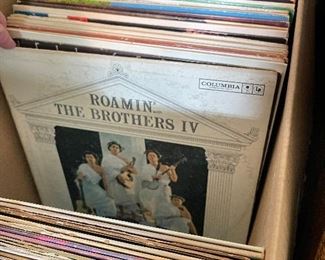 COLUMBIA
ROAMIN'
THE BROTHERS IV